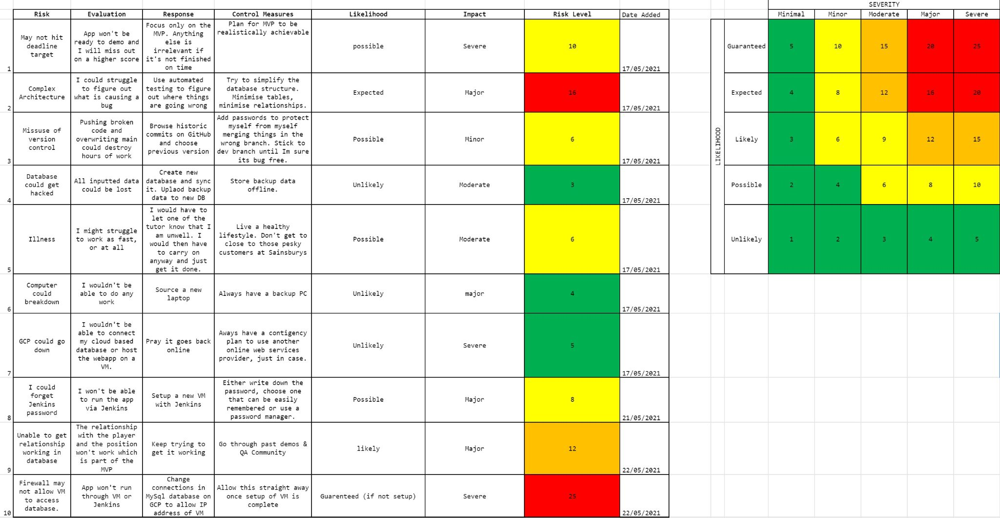 SEVERITY
Risk Evaluation Response Control Measures Likelihood Impact Risk Level Date Added Minimal Minor Moderate Major Severe
1
May not hit
deadline
target
App won't be
ready to demo and
I will miss out
on a higher score
Focus only on the
MVP. Anything
else is
irrelevant if
it's not finished
on time
Plan for MVP to be
realistically achievable
possible
Severe
10
17/05/2021
2
Complex
Architecture
I could struggle
to figure out
what is causing a
bug
Use automated
testing to figure
out where things
are going wrong
Try to simplify the
database structure.
Minimise tables,
minimise relationships.
Expected
Major
16
17/05/2021
3
Missuse of
version
control
Pushing broken
code and
overwriting main
could destroy
hours of work
Browse historic
commits on GitHub
and choose
previous version
Add passwords to protect
myself from myself
merging things in the
wrong branch. Stick to
dev branch until Im sure
its bug free.
Possible
Minor
6
17/05/2021
4
Database
could get
hacked
All inputted data
could be lost
Create new
database and sync
it. Uplaod backup
data to new DB
Store backup data
offline.
Unlikely
Moderate
3
17/05/2021
5
Illness
I might struggle
to work as fast,
or at all
I would have to
let one of the
tutor know that I
am unwell. I
would then have
to carry on
anyway and just
get it done.
Live a healthy
lifestyle. Don't get to
close to those pesky
customers at Sainsburys
Possible
Moderate
6
17/05/2021
6
Computer
could
breakdown
I wouldn't be
able to do any
work
Source a new
laptop
Always have a backup PC
Unlikely
major
4
17/05/2021
7
GCP could go
down
I wouldn't be
able to connect
my cloud based
database or host
the webapp on a
VM.
Pray it goes back
online
Aways have a contigency
plan to use another
online web services
provider, just in case.
Unlikely
Severe
5
17/05/2021
8
I could
forget
Jenkins
password
I won't be able
to run the app
via Jenkins
Setup a new VM
with Jenkins
Either write down the
password, choose one
that can be easily
remembered or use a
password manager.
Possible
Major
8
21/05/2021
9
Unable to get
relationship
working in
database
The relationship
with the player
and the position
won't work which
is part of the
MVP
Keep trying to
get it working
Go through past demos &
QA Community
likely
Major
12
22/05/2021
10
Firewall may
not allow VM
to access
database.
App won't run
through VM or
Jenkins
Change
connections in
MySql database on
GCP to allow IP
address of VM
Allow this straight away
once setup of VM is
complete
Guarenteed (if not setup)
Severe
25
22/05/2021
LIKELIHOOD
Guaranteed 5 10 15 20 25
Expected 4 8 12 16 20
Likely 3 6 9 12 15
Possible 2 4 6 8 10
Unlikely 1 2 3 4 5